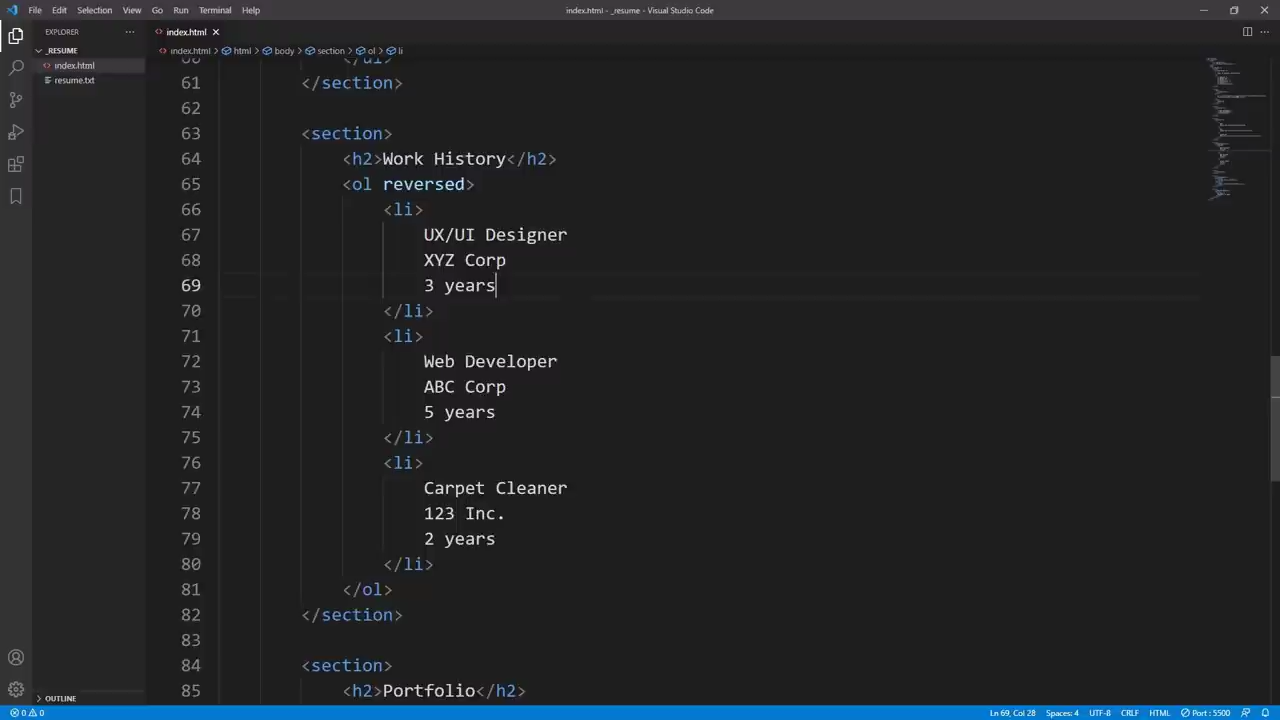 File Edit Selection View Go Run Terminal Help
index.html - _resume - Visual Studio Code
EXPLORER
_RESUME
index.html
resume.txt
OUTLINE
index.html
index.html > html > body > section > ol > li
60 </ul>
61 </section>
62
63 <section>
64 <h2>Work History</h2>
65 <ol reversed>
66 <li>
67 UX/UI Designer
68 XYZ Corp
69 3 years
70 </li>
71 <li>
72 Web Developer
73 ABC Corp
74 5 years
75 </li>
76 <li>
77 Carpet Cleaner
78 123 Inc.
79 2 years
80 </li>
81 </ol>
82 </section>
83
84 <section>
85 <h2>Portfolio</h2>
0 0 Ln 69, Col 28 Spaces: 4 UTF-8 CRLF HTML Port : 5500